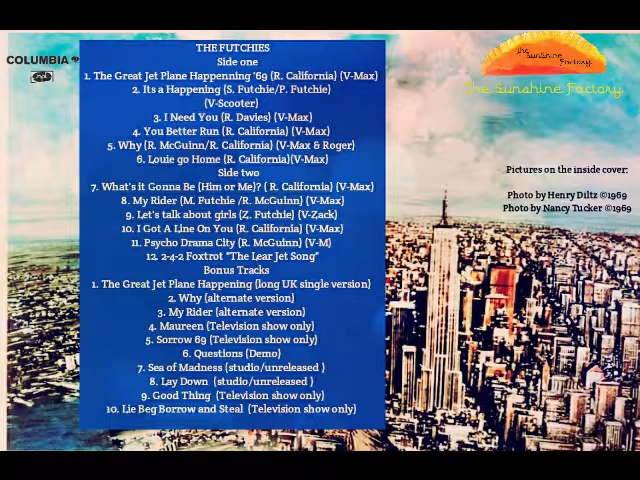 COLUMBIA
THE FUTCHIES
Side one
1. The Great Jet Plane Happenning '69 (R. California) (V-Max)
2. Its a Happening (S. Futchie/P. Futchie)
(V-Scooter)
3. I Need You (R. Davies) (V-Max)
4. You Better Run (R. California) (V-Max)
5. Why (R. McGuinn/R. California) (V-Max & Roger)
6. Louie go Home (R. California)(V-Max)
Side two
7. What's it Gonna Be (Him or Me)? ( R. California) (V-Max)
8. My Rider (M. Futchie /R. McGuinn) (V-Max)
9. Let's talk about girls (Z. Futchie) (V-Zack)
10. I Got A Line On You (R. California) (V-Max)
11. Psycho Drama City (R. McGuinn) (V-M)
12. 2-4-2 Foxtrot "The Lear Jet Song"
Bonus Tracks
1. The Great Jet Plane Happening (long UK single version)
2. Why (alternate version)
3. My Rider (alternate version)
4. Maureen (Television show only)
5. Sorrow 69 (Television show only)
6. Questions (Demo)
7. Sea of Madness (studio/unreleased )
8. Lay Down (studio/unreleased )
9. Good Thing (Television show only)
10. Lie Beg Borrow and Steal (Television show only)
The
Sunshine
Factory.
The Sunshine Factory
Pictures on the inside cover:
Photo by Henry Diltz ©1969
Photo by Nancy Tucker ©1969